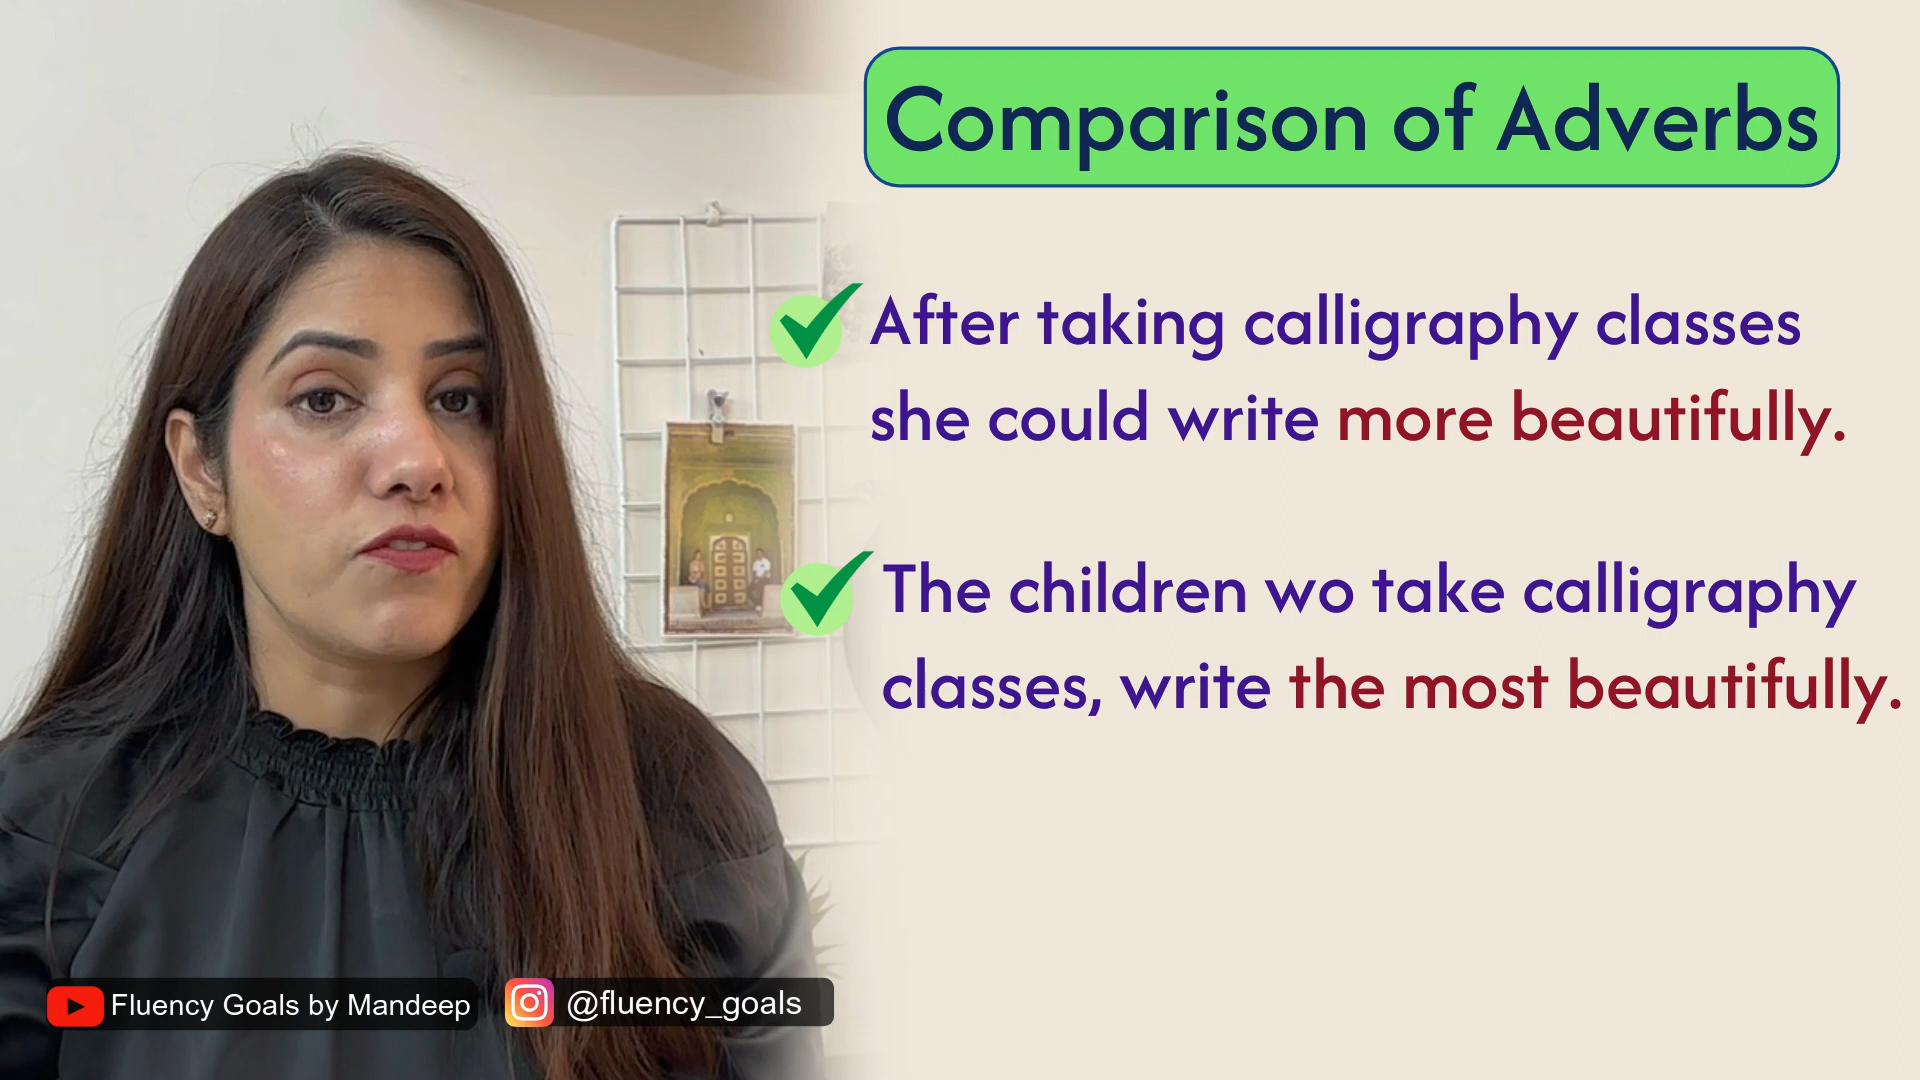 Comparison of Adverbs
After taking calligraphy classes
she could write more beautifully.
The children wo take calligraphy
classes, write the most beautifully.
Fluency Goals by Mandeep
@fluency_goals